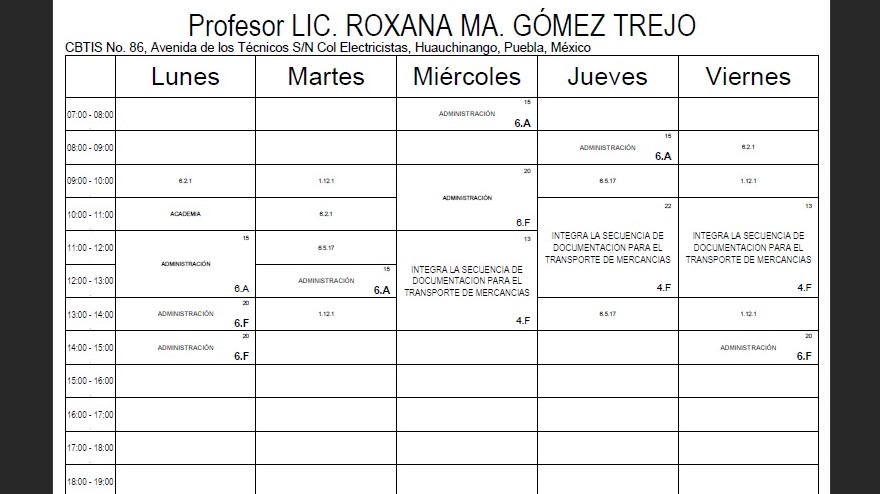 Profesor LIC. ROXANA MA. GÓMEZ TREJO
CBTIS No. 86, Avenida de los Técnicos S/N Col Electricistas, Huauchinango, Puebla, México
Lunes Martes Miércoles Jueves Viernes
07:00 - 08:00
15
ADMINISTRACIÓN
6.A
08:00 - 09:00
15
ADMINISTRACIÓN
6.A
6.2.1
09:00 - 10:00
6.2.1
1.12.1
20
ADMINISTRACIÓN
6.F
6.5.17
1.12.1
10:00 - 11:00
ACADEMIA
6.2.1
22
INTEGRA LA SECUENCIA DE
DOCUMENTACION PARA EL
TRANSPORTE DE MERCANCIAS
4.F
13
INTEGRA LA SECUENCIA DE
DOCUMENTACION PARA EL
TRANSPORTE DE MERCANCIAS
4.F
11:00 - 12:00
15
ADMINISTRACIÓN
6.A
6.5.17
13
INTEGRA LA SECUENCIA DE
DOCUMENTACION PARA EL
TRANSPORTE DE MERCANCIAS
4.F
12:00 - 13:00
15
ADMINISTRACIÓN
6.A
13:00 - 14:00
20
ADMINISTRACIÓN
6.F
1.12.1
6.5.17
1.12.1
14:00 - 15:00
20
ADMINISTRACIÓN
6.F
20
ADMINISTRACIÓN
6.F
15:00 - 16:00
16:00 - 17:00
17:00 - 18:00
18:00 - 19:00